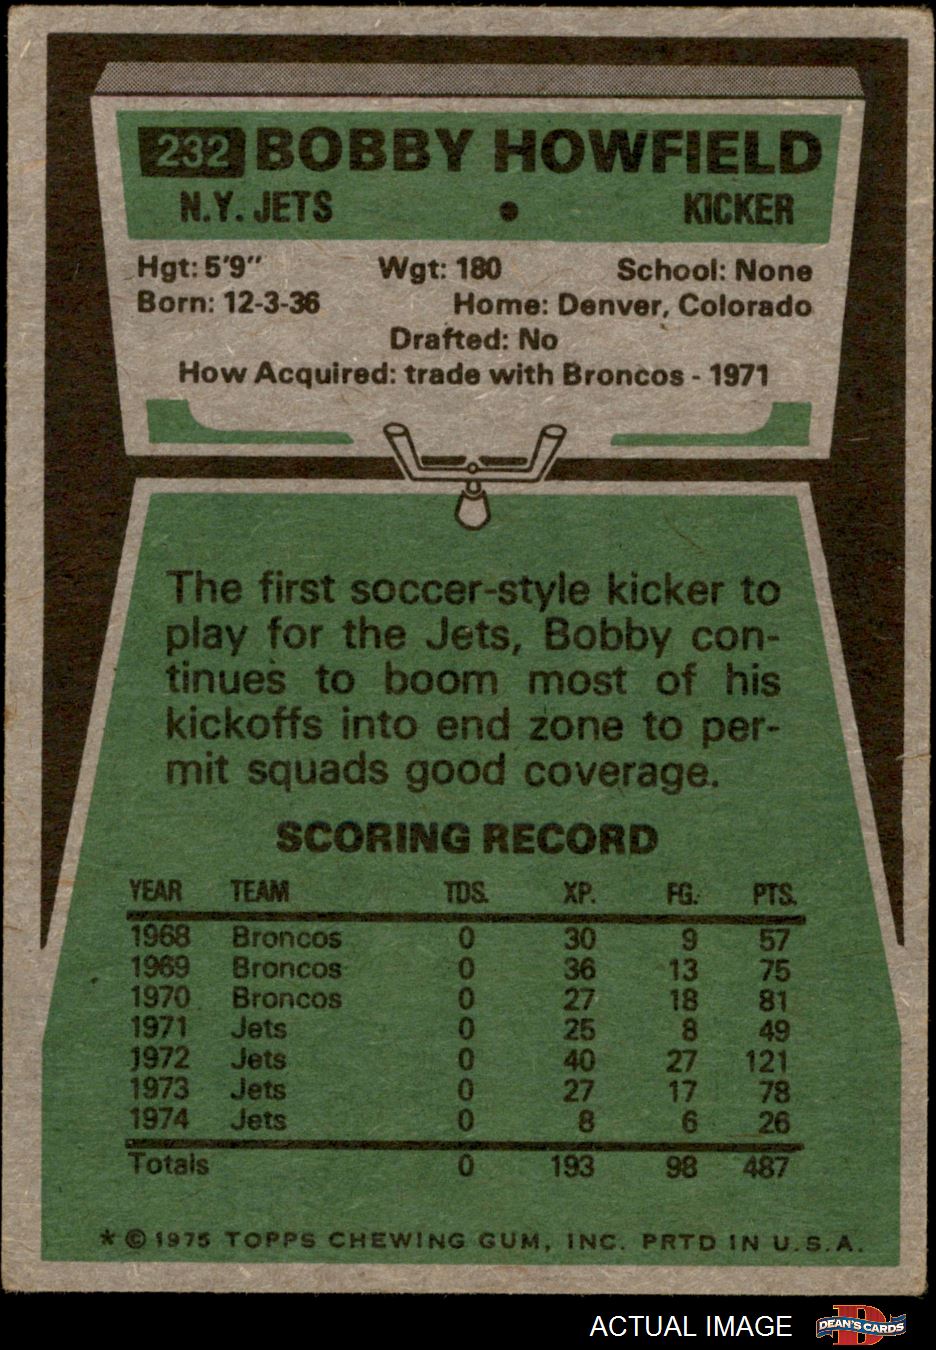 232 BOBBY HOWFIELD
N.Y. JETS • KICKER
Hgt: 5'9" Wgt: 180 School: None
Born: 12-3-36 Home: Denver, Colorado
Drafted: No
How Acquired: trade with Broncos - 1971
The first soccer-style kicker to
play for the Jets, Bobby con-
tinues to boom most of his
kickoffs into end zone to per-
mit squads good coverage.
SCORING RECORD
YEAR TEAM TDS. XP. FG. PTS.
1968 Broncos 0 30 9 57
1969 Broncos 0 36 13 75
1970 Broncos 0 27 18 81
1971 Jets 0 25 8 49
1972 Jets 0 40 27 121
1973 Jets 0 27 17 78
1974 Jets 0 8 6 26
Totals 0 193 98 487
* © 1975 TOPPS CHEWING GUM, INC. PRTD IN U.S.A.
ACTUAL IMAGE DEAN'S CARDS